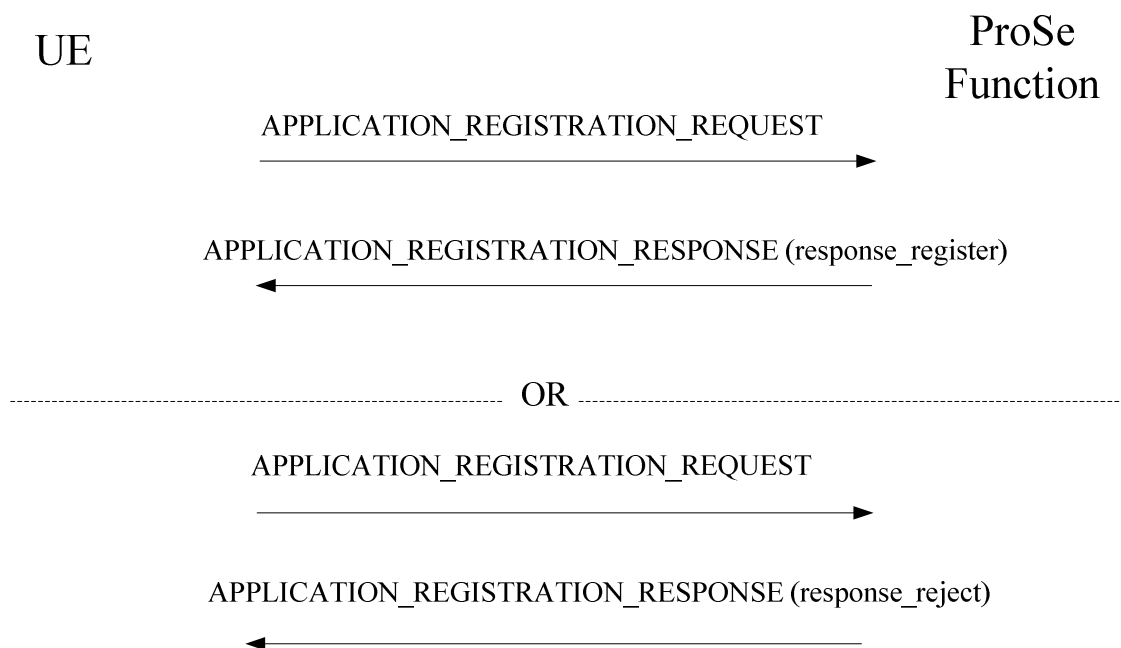 UE
ProSe
Function
APPLICATION_REGISTRATION_REQUEST
APPLICATION_REGISTRATION_RESPONSE (response_register)
OR
APPLICATION_REGISTRATION_REQUEST
APPLICATION_REGISTRATION_RESPONSE (response_reject)